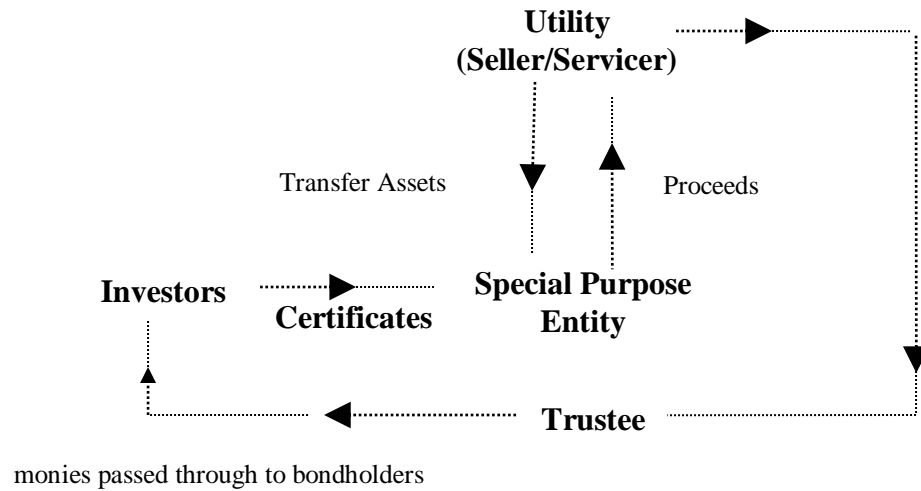 Utility
(Seller/Servicer)
Transfer Assets
Proceeds
Investors
Certificates
Special Purpose
Entity
Trustee
monies passed through to bondholders